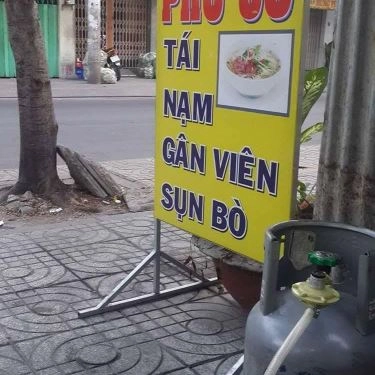 TÁI
NẠM
GÂN VIÊN
SỤN BÒ